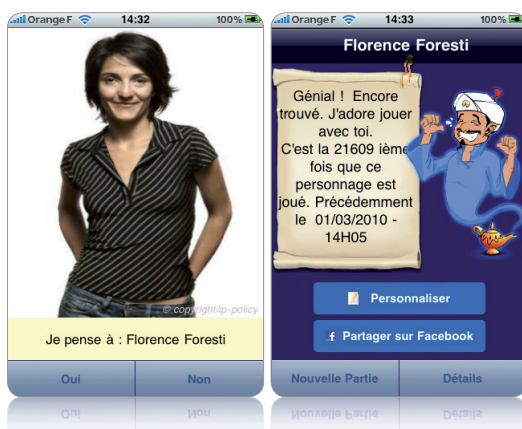 Orange F 14:32 100%
© copyright/ip-policy
Je pense à : Florence Foresti
Oui Non
Orange F 14:33 100%
Florence Foresti
Génial ! Encore
trouvé. J'adore jouer
avec toi.
C'est la 21609 ième
fois que ce
personnage est
joué. Précédemment
le 01/03/2010 -
14H05
Personnaliser
f Partager sur Facebook
Nouvelle Partie Détails